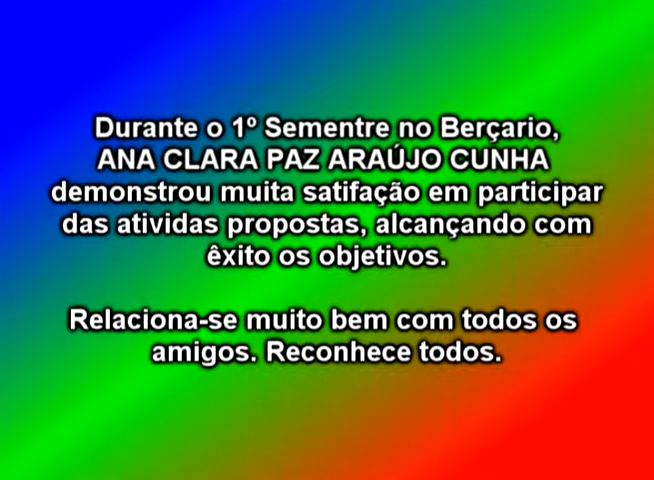 Durante o 1º Sementre no Berçario,
ANA CLARA PAZ ARAÚJO CUNHA
demonstrou muita satifação em participar
das atividas propostas, alcançando com
êxito os objetivos.
Relaciona-se muito bem com todos os
amigos. Reconhece todos.